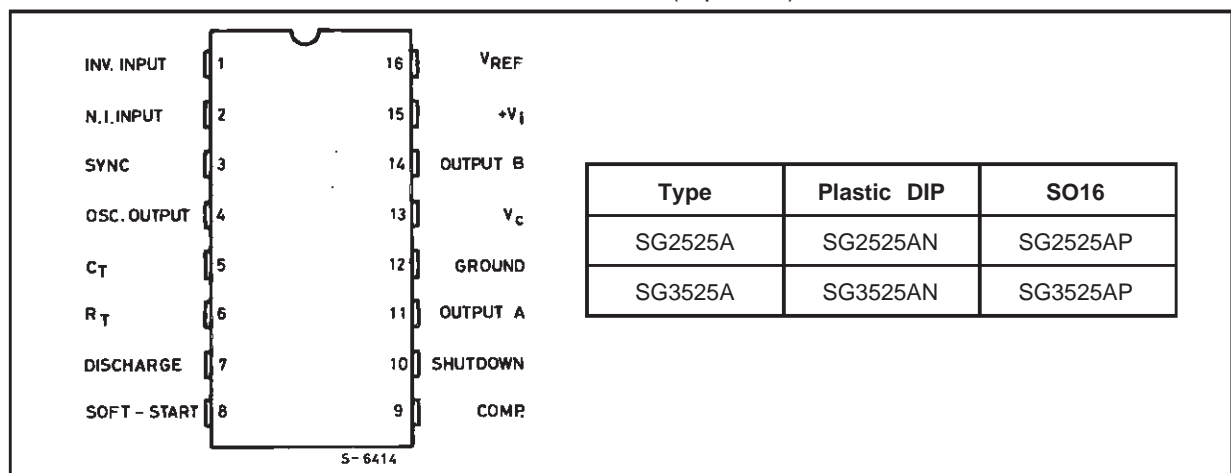 INV. INPUT 1 16 VREF
N.I. INPUT 2 15 +Vi
SYNC 3 14 OUTPUT B
OSC. OUTPUT 4 13 Vc
CT 5 12 GROUND
RT 6 11 OUTPUT A
DISCHARGE 7 10 SHUTDOWN
SOFT - START 8 9 COMP.
S-6414
Type Plastic DIP SO16
SG2525A SG2525AN SG2525AP
SG3525A SG3525AN SG3525AP